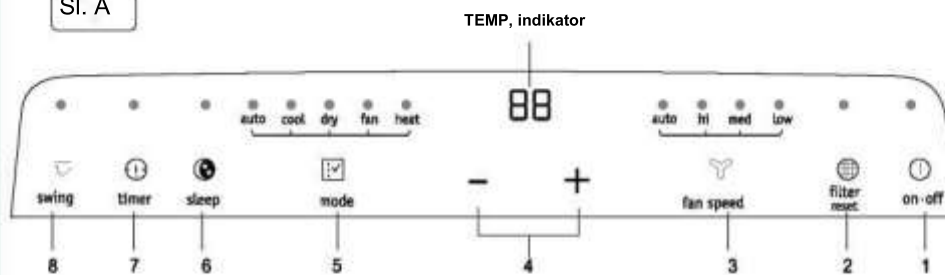 Sl. A
TEMP, indikator
88
auto cool dry fan heat
auto hi med low
− +
swing timer sleep mode fan speed filter reset on·off
8 7 6 5 4 3 2 1